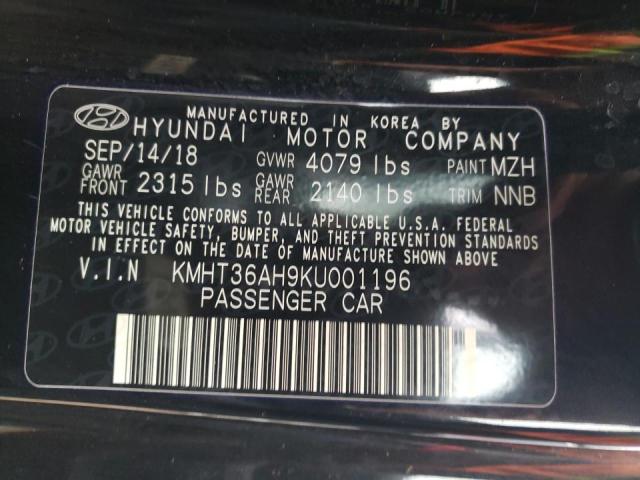 MANUFACTURED IN KOREA BY
HYUNDAI MOTOR COMPANY
SEP/14/18 GVWR 4079 lbs PAINT MZH
GAWR FRONT 2315 lbs GAWR REAR 2140 lbs TRIM NNB
THIS VEHICLE CONFORMS TO ALL APPLICABLE U.S.A. FEDERAL
MOTOR VEHICLE SAFETY, BUMPER, AND THEFT PREVENTION STANDARDS
IN EFFECT ON THE DATE OF MANUFACTURE SHOWN ABOVE
V.I.N KMHT36AH9KU001196
PASSENGER CAR